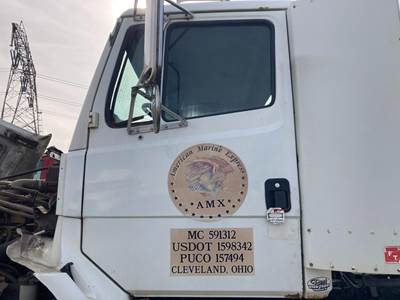 American Marine Express
AMX
MC 591312
USDOT 1598342
PUCO 157494
CLEVELAND, OHIO